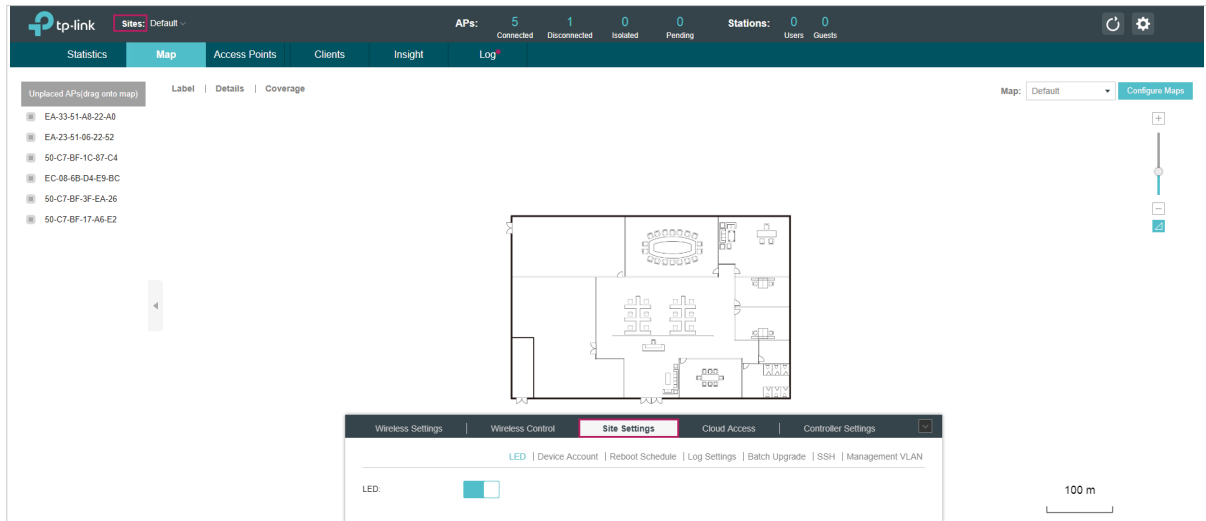 tp-link Sites: Default APs: 5 1 0 0 Stations: 0 0
Connected Disconnected Isolated Pending Users Guests
Statistics Map Access Points Clients Insight Log
Unplaced APs(drag onto map) Label | Details | Coverage Map: Default Configure Maps
EA-33-51-A8-22-A0
EA-23-51-06-22-52
50-C7-BF-1C-87-C4
EC-08-6B-D4-E9-BC
50-C7-BF-3F-EA-26
50-C7-BF-17-A6-E2
Wireless Settings | Wireless Control Site Settings Cloud Access | Controller Settings
LED | Device Account | Reboot Schedule | Log Settings | Batch Upgrade | SSH | Management VLAN
LED:
100 m